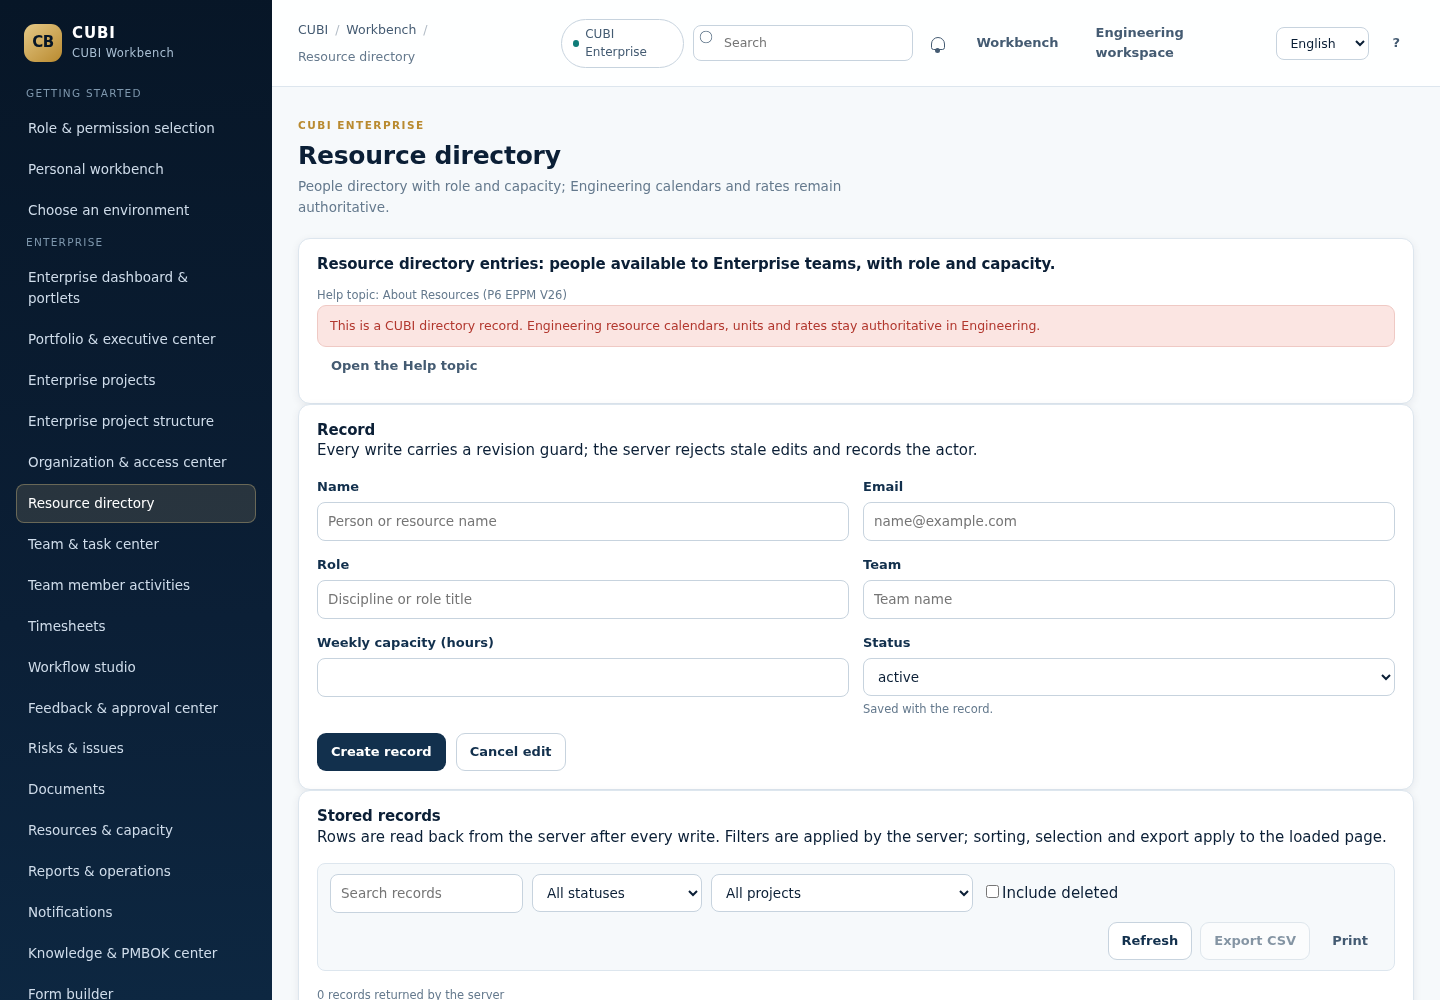 CB
CUBI
CUBI Workbench
GETTING STARTED
Role & permission selection
Personal workbench
Choose an environment
ENTERPRISE
Enterprise dashboard &
portlets
Portfolio & executive center
Enterprise projects
Enterprise project structure
Organization & access center
Resource directory
Team & task center
Team member activities
Timesheets
Workflow studio
Feedback & approval center
Risks & issues
Documents
Resources & capacity
Reports & operations
Notifications
Knowledge & PMBOK center
Form builder
CUBI / Workbench /
Resource directory
CUBI
Enterprise
Search
Workbench
Engineering
workspace
English
?
CUBI ENTERPRISE
Resource directory
People directory with role and capacity; Engineering calendars and rates remain
authoritative.
Resource directory entries: people available to Enterprise teams, with role and capacity.
Help topic: About Resources (P6 EPPM V26)
This is a CUBI directory record. Engineering resource calendars, units and rates stay authoritative in Engineering.
Open the Help topic
Record
Every write carries a revision guard; the server rejects stale edits and records the actor.
Name
Email
Person or resource name
name@example.com
Role
Team
Discipline or role title
Team name
Weekly capacity (hours)
Status
active
Saved with the record.
Create record
Cancel edit
Stored records
Rows are read back from the server after every write. Filters are applied by the server; sorting, selection and export apply to the loaded page.
Search records
All statuses
All projects
Include deleted
Refresh
Export CSV
Print
0 records returned by the server